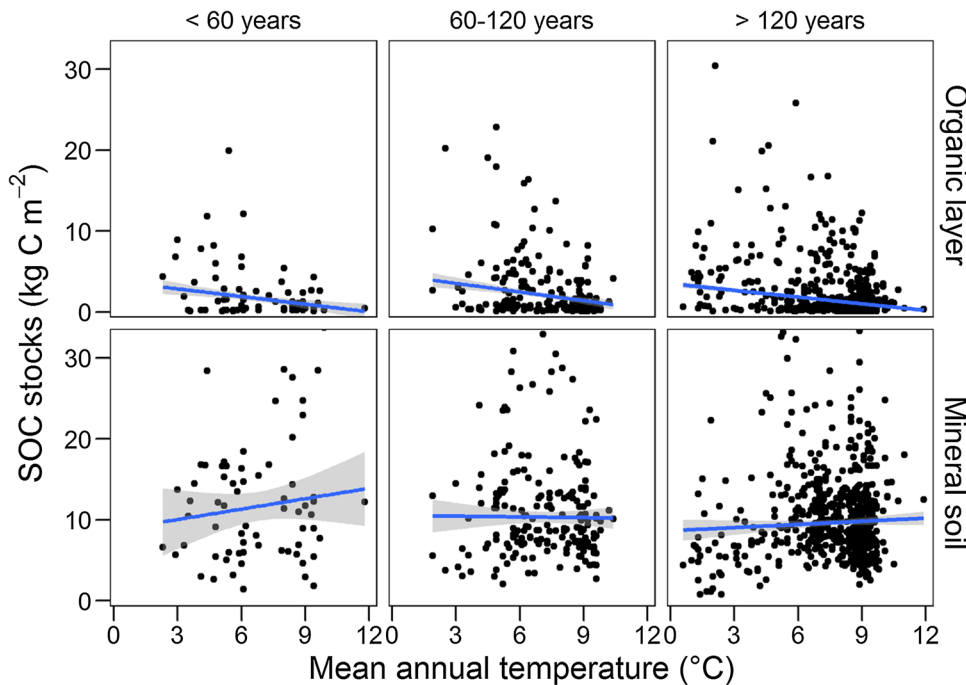 < 60 years
60-120 years
> 120 years
SOC stocks (kg C m⁻²)
30
20
10
0
Organic layer
30
20
10
0
Mineral soil
0 3 6 9 12
0 3 6 9 12
0 3 6 9 12
Mean annual temperature (°C)